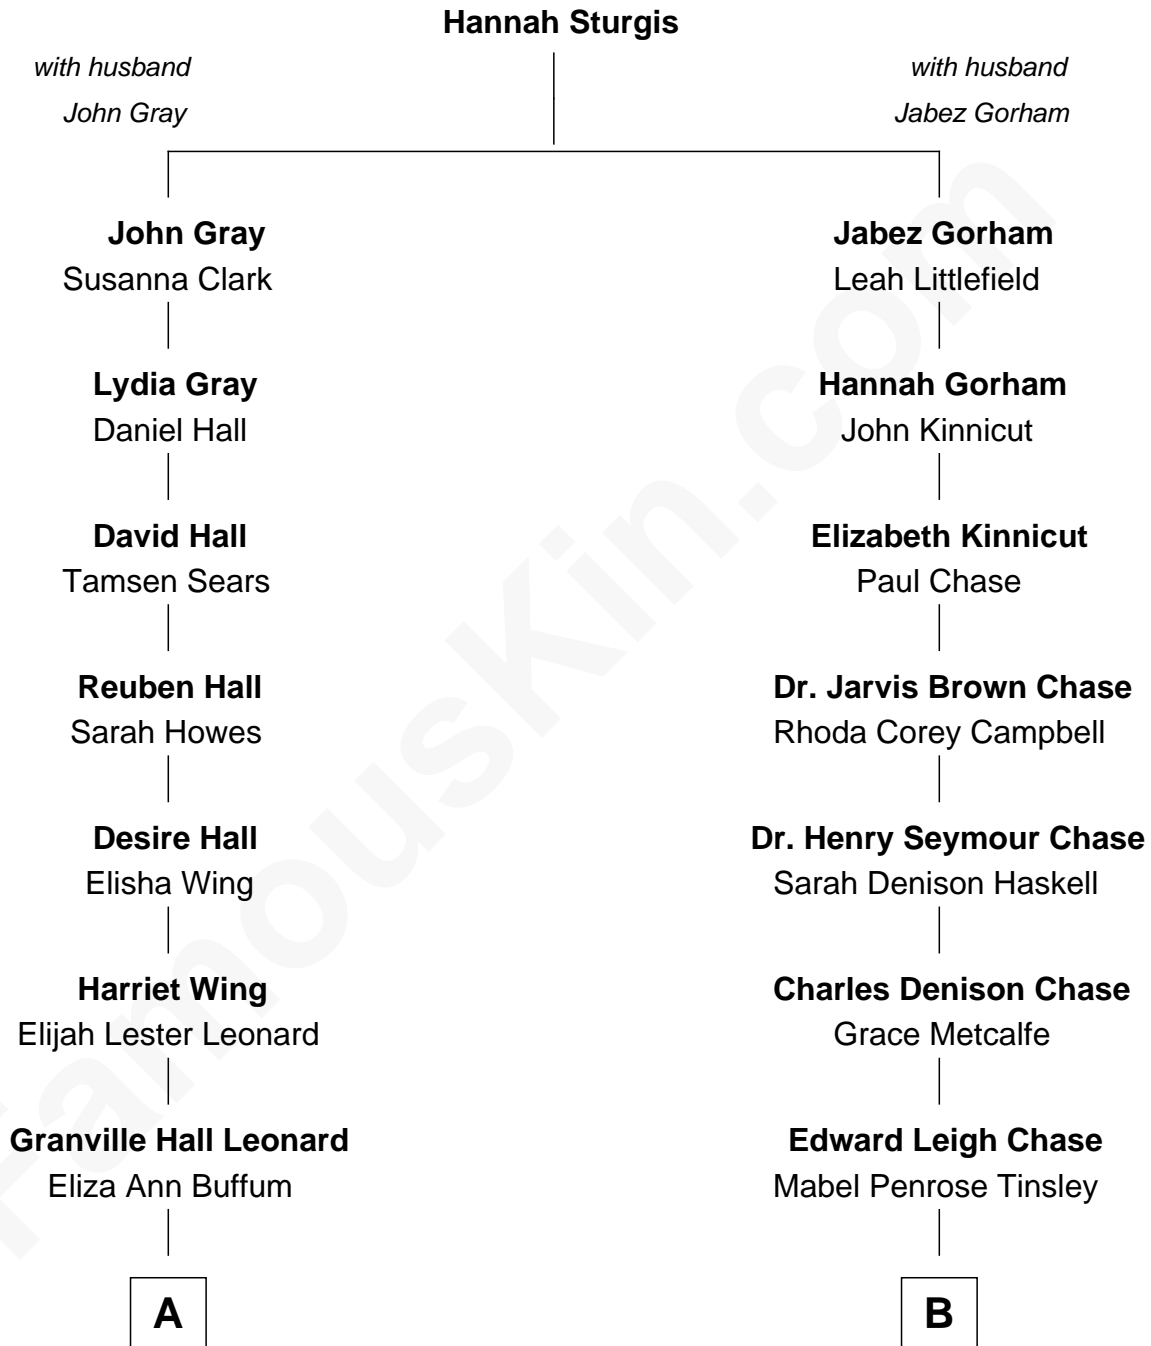 Hannah Sturgis
with husband
John Gray
with husband
Jabez Gorham
John Gray
Susanna Clark
Jabez Gorham
Leah Littlefield
Lydia Gray
Daniel Hall
Hannah Gorham
John Kinnicut
David Hall
Tamsen Sears
Elizabeth Kinnicut
Paul Chase
Reuben Hall
Sarah Howes
Dr. Jarvis Brown Chase
Rhoda Corey Campbell
Desire Hall
Elisha Wing
Dr. Henry Seymour Chase
Sarah Denison Haskell
Harriet Wing
Elijah Lester Leonard
Charles Denison Chase
Grace Metcalfe
Granville Hall Leonard
Eliza Ann Buffum
Edward Leigh Chase
Mabel Penrose Tinsley
A
B
FamousKin.com